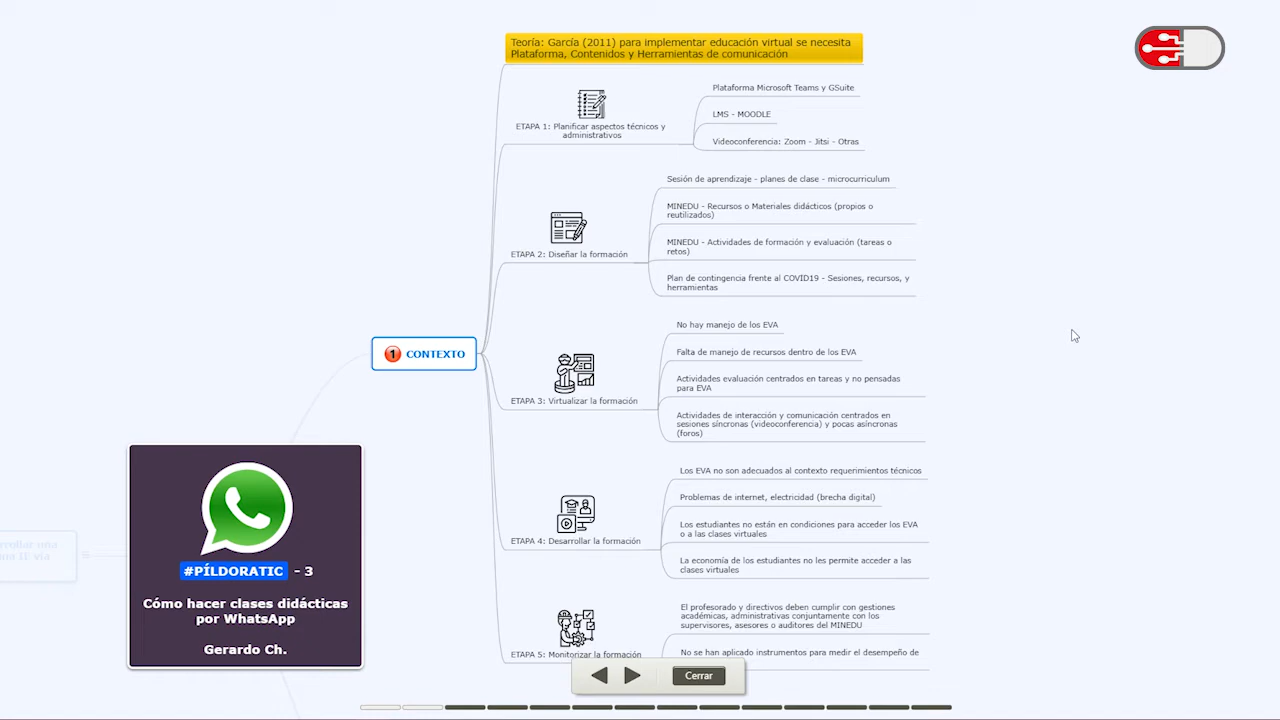 Teoría: García (2011) para implementar educación virtual se necesita
Plataforma, Contenidos y Herramientas de comunicación
ETAPA 1: Planificar aspectos técnicos y
administrativos
Plataforma Microsoft Teams y GSuite
LMS - MOODLE
Videoconferencia: Zoom - Jitsi - Otras
ETAPA 2: Diseñar la formación
Sesión de aprendizaje - planes de clase - microcurriculum
MINEDU - Recursos o Materiales didácticos (propios o
reutilizados)
MINEDU - Actividades de formación y evaluación (tareas o
retos)
Plan de contingencia frente al COVID19 - Sesiones, recursos, y
herramientas
1 CONTEXTO
ETAPA 3: Virtualizar la formación
No hay manejo de los EVA
Falta de manejo de recursos dentro de los EVA
Actividades evaluación centrados en tareas y no pensadas
para EVA
Actividades de interacción y comunicación centrados en
sesiones síncronas (videoconferencia) y pocas asíncronas
(foros)
ETAPA 4: Desarrollar la formación
Los EVA no son adecuados al contexto requerimientos técnicos
Problemas de internet, electricidad (brecha digital)
Los estudiantes no están en condiciones para acceder los EVA
o a las clases virtuales
La economía de los estudiantes no les permite acceder a las
clases virtuales
ETAPA 5: Monitorizar la formación
El profesorado y directivos deben cumplir con gestiones
académicas, administrativas conjuntamente con los
supervisores, asesores o auditores del MINEDU
No se han aplicado instrumentos para medir el desempeño de
#PÍLDORATIC - 3
Cómo hacer clases didácticas
por WhatsApp
Gerardo Ch.
Cerrar